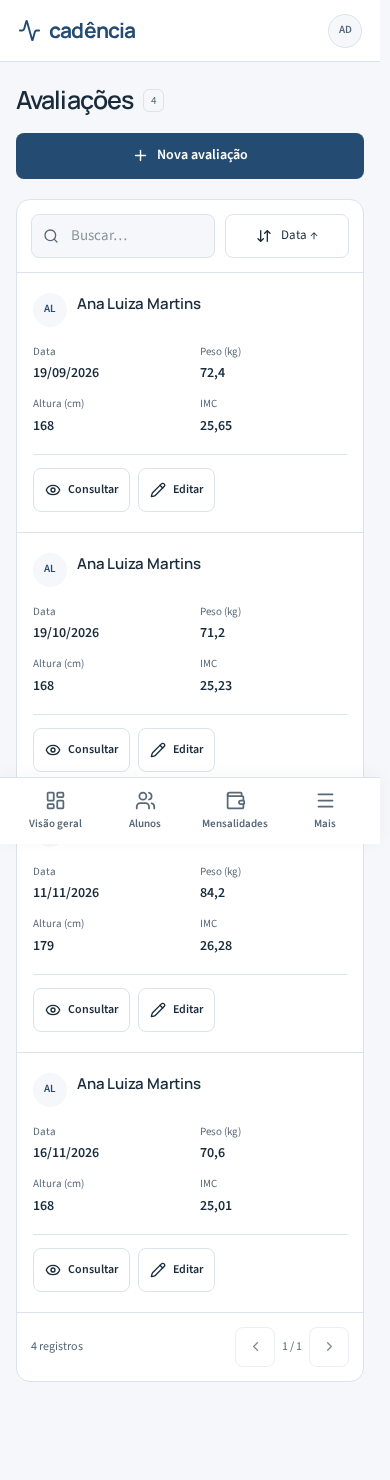 cadência
AD
Avaliações 4
Nova avaliação
Buscar...
Data ↑
AL Ana Luiza Martins
Data Peso (kg)
19/09/2026 72,4
Altura (cm) IMC
168 25,65
Consultar Editar
AL Ana Luiza Martins
Data Peso (kg)
19/10/2026 71,2
Altura (cm) IMC
168 25,23
Consultar Editar
Visão geral Alunos Mensalidades Mais
Data Peso (kg)
11/11/2026 84,2
Altura (cm) IMC
179 26,28
Consultar Editar
AL Ana Luiza Martins
Data Peso (kg)
16/11/2026 70,6
Altura (cm) IMC
168 25,01
Consultar Editar
4 registros 1 / 1